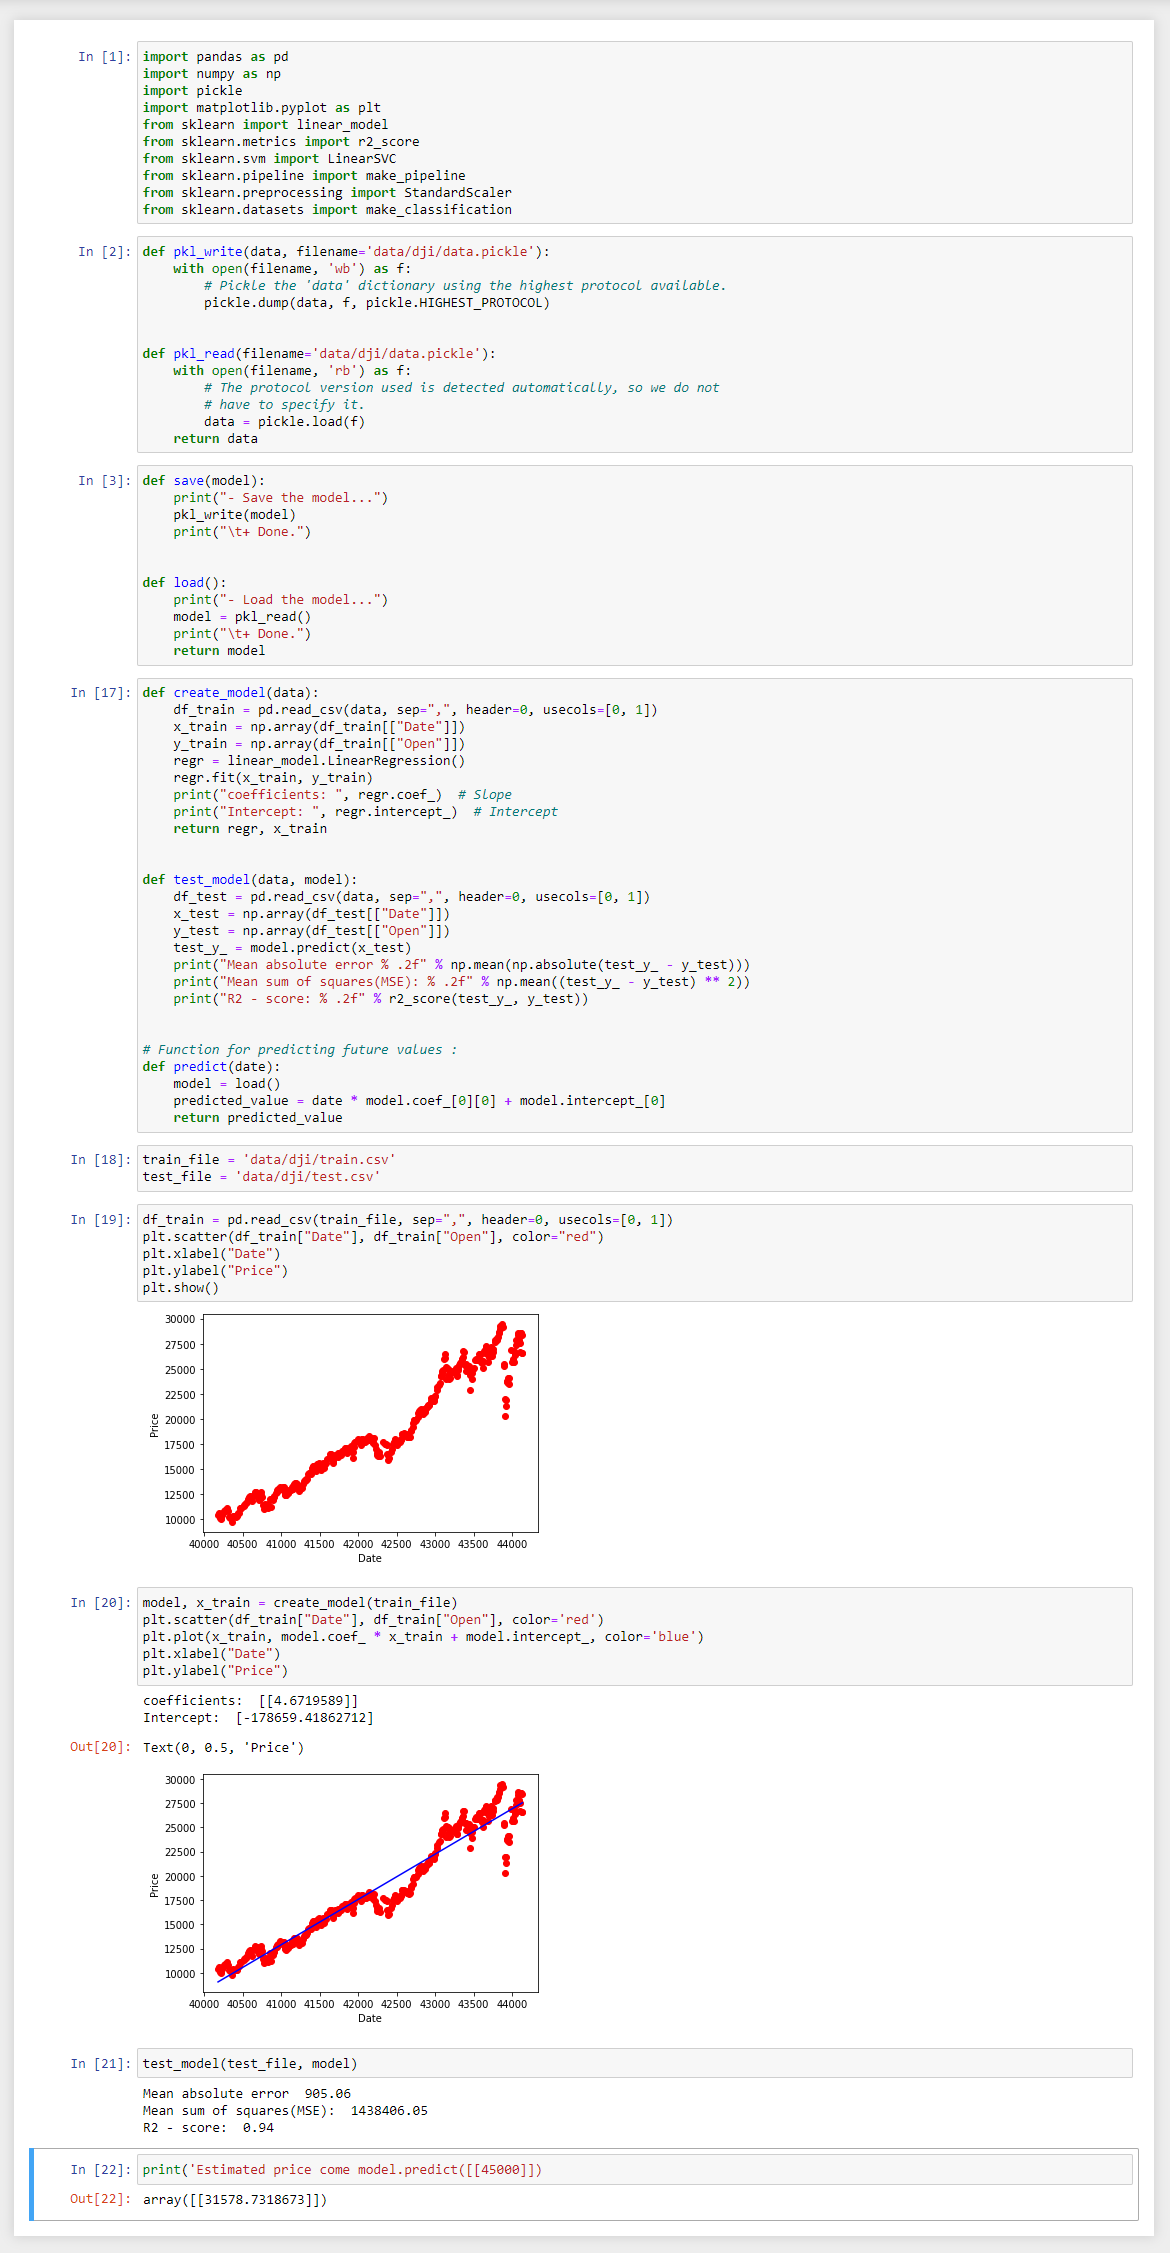 In [1]:
import pandas as pd
import numpy as np
import pickle
import matplotlib.pyplot as plt
from sklearn import linear_model
from sklearn.metrics import r2_score
from sklearn.svm import LinearSVC
from sklearn.pipeline import make_pipeline
from sklearn.preprocessing import StandardScaler
from sklearn.datasets import make_classification
In [2]:
def pkl_write(data, filename='data/dji/data.pickle'):
    with open(filename, 'wb') as f:
        # Pickle the 'data' dictionary using the highest protocol available.
        pickle.dump(data, f, pickle.HIGHEST_PROTOCOL)
def pkl_read(filename='data/dji/data.pickle'):
    with open(filename, 'rb') as f:
        # The protocol version used is detected automatically, so we do not
        # have to specify it.
        data = pickle.load(f)
    return data
In [3]:
def save(model):
    print("- Save the model...")
    pkl_write(model)
    print("\t+ Done.")
def load():
    print("- Load the model...")
    model = pkl_read()
    print("\t+ Done.")
    return model
In [17]:
def create_model(data):
    df_train = pd.read_csv(data, sep=",", header=0, usecols=[0, 1])
    x_train = np.array(df_train[["Date"]])
    y_train = np.array(df_train[["Open"]])
    regr = linear_model.LinearRegression()
    regr.fit(x_train, y_train)
    print("coefficients: ", regr.coef_)  # Slope
    print("Intercept: ", regr.intercept_)  # Intercept
    return regr, x_train
def test_model(data, model):
    df_test = pd.read_csv(data, sep=",", header=0, usecols=[0, 1])
    x_test = np.array(df_test[["Date"]])
    y_test = np.array(df_test[["Open"]])
    test_y_ = model.predict(x_test)
    print("Mean absolute error % .2f" % np.mean(np.absolute(test_y_ - y_test)))
    print("Mean sum of squares(MSE): % .2f" % np.mean((test_y_ - y_test) ** 2))
    print("R2 - score: % .2f" % r2_score(test_y_, y_test))
# Function for predicting future values :
def predict(date):
    model = load()
    predicted_value = date * model.coef_[0][0] + model.intercept_[0]
    return predicted_value
In [18]:
train_file = 'data/dji/train.csv'
test_file = 'data/dji/test.csv'
In [19]:
df_train = pd.read_csv(train_file, sep=",", header=0, usecols=[0, 1])
plt.scatter(df_train["Date"], df_train["Open"], color="red")
plt.xlabel("Date")
plt.ylabel("Price")
plt.show()
30000
27500
25000
22500
20000
17500
15000
12500
10000
Price
40000 40500 41000 41500 42000 42500 43000 43500 44000
Date
In [20]:
model, x_train = create_model(train_file)
plt.scatter(df_train["Date"], df_train["Open"], color='red')
plt.plot(x_train, model.coef_ * x_train + model.intercept_, color='blue')
plt.xlabel("Date")
plt.ylabel("Price")
coefficients:  [[4.6719589]]
Intercept:  [-178659.41862712]
Out[20]: Text(0, 0.5, 'Price')
30000
27500
25000
22500
20000
17500
15000
12500
10000
Price
40000 40500 41000 41500 42000 42500 43000 43500 44000
Date
In [21]:
test_model(test_file, model)
Mean absolute error  905.06
Mean sum of squares(MSE):  1438406.05
R2 - score:  0.94
In [22]:
print('Estimated price come model.predict([[45000]])
Out[22]: array([[31578.7318673]])